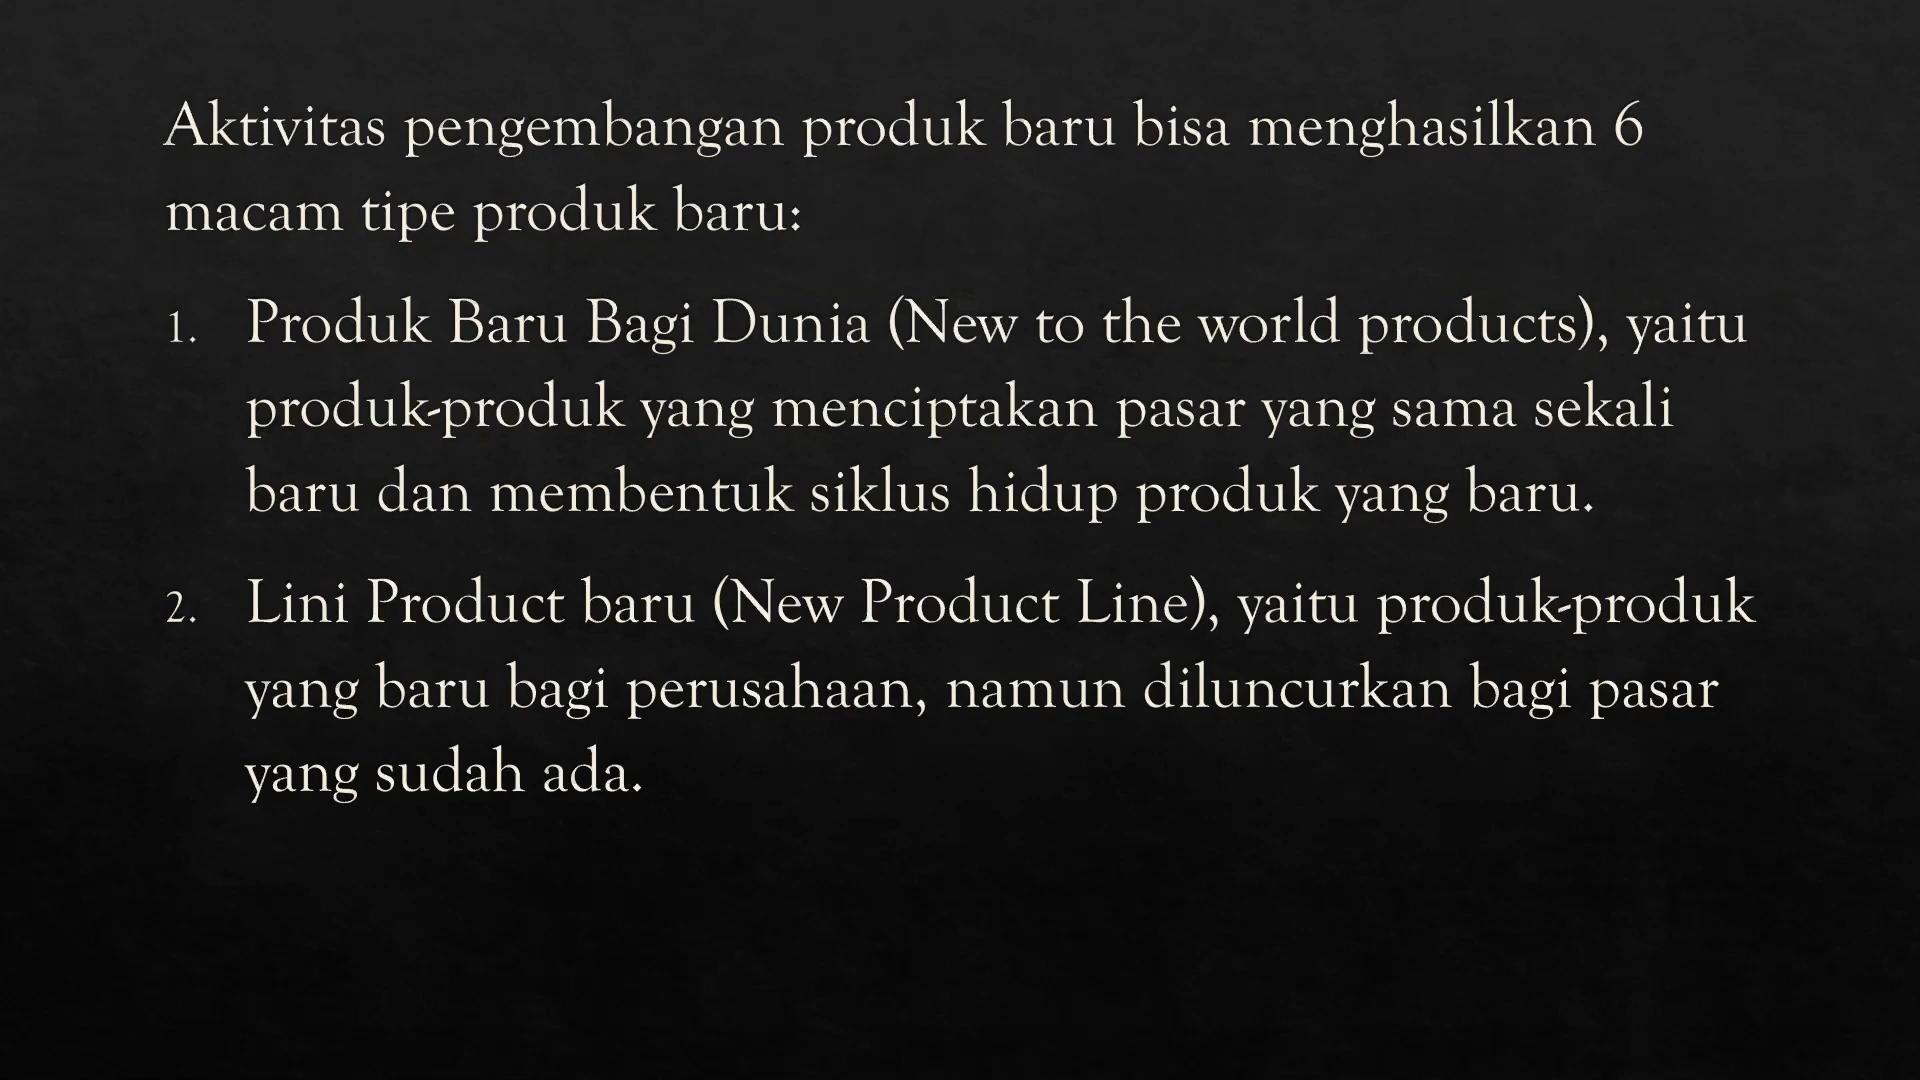 Aktivitas pengembangan produk baru bisa menghasilkan 6
macam tipe produk baru:
1. Produk Baru Bagi Dunia (New to the world products), yaitu
produk-produk yang menciptakan pasar yang sama sekali
baru dan membentuk siklus hidup produk yang baru.
2. Lini Product baru (New Product Line), yaitu produk-produk
yang baru bagi perusahaan, namun diluncurkan bagi pasar
yang sudah ada.